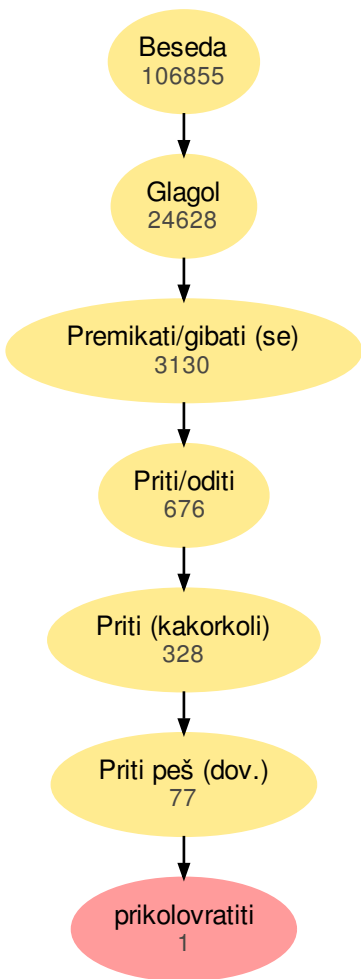 Beseda
106855
Glagol
24628
Premikati/gibati (se)
3130
Priti/oditi
676
Priti (kakorkoli)
328
Priti peš (dov.)
77
prikolovratiti
1